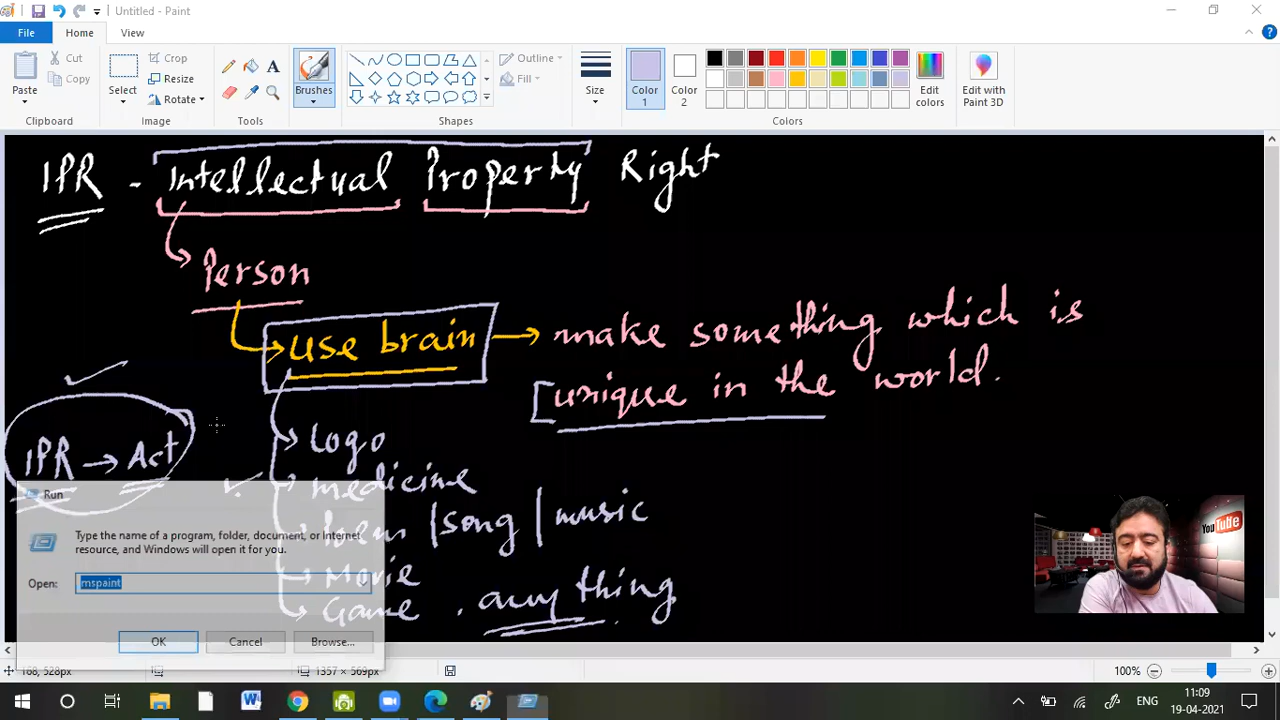 Untitled - Paint
File Home View
Paste Cut Copy
Select Crop Resize Rotate
Brushes
Outline
Fill
Size
Color 1
Color 2
Edit colors
Edit with Paint 3D
Clipboard Image Tools Shapes Colors
IPR - Intellectual Property Right
Person
use brain → make something which is
unique in the world.
IPR → Act
Logo
medicine
Poem | song | music
Movie
Game . any thing
Run
Type the name of a program, folder, document, or Internet
resource, and Windows will open it for you.
Open: mspaint
OK Cancel Browse...
YouTube
168, 528px
1357 × 569px
100%
ENG
11:09
19-04-2021